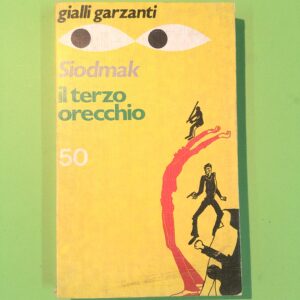 gialli garzanti
Siodmak
il terzo
orecchio
50